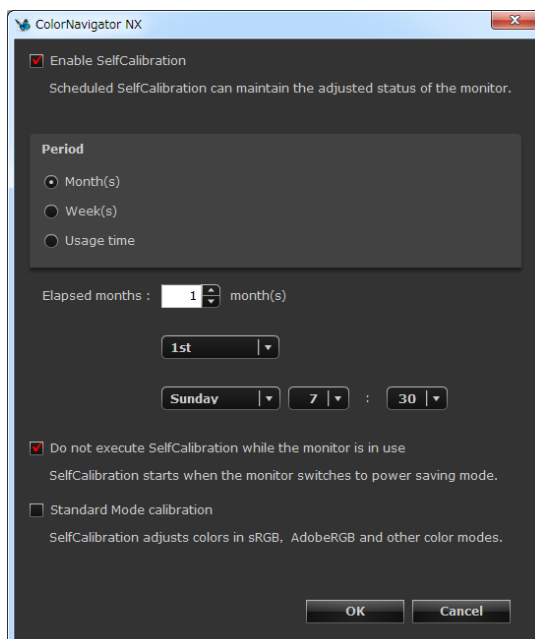 ColorNavigator NX
Enable SelfCalibration
Scheduled SelfCalibration can maintain the adjusted status of the monitor.
Period
Month(s)
Week(s)
Usage time
Elapsed months : 1 month(s)
1st
Sunday 7 : 30
Do not execute SelfCalibration while the monitor is in use
SelfCalibration starts when the monitor switches to power saving mode.
Standard Mode calibration
SelfCalibration adjusts colors in sRGB, AdobeRGB and other color modes.
OK Cancel